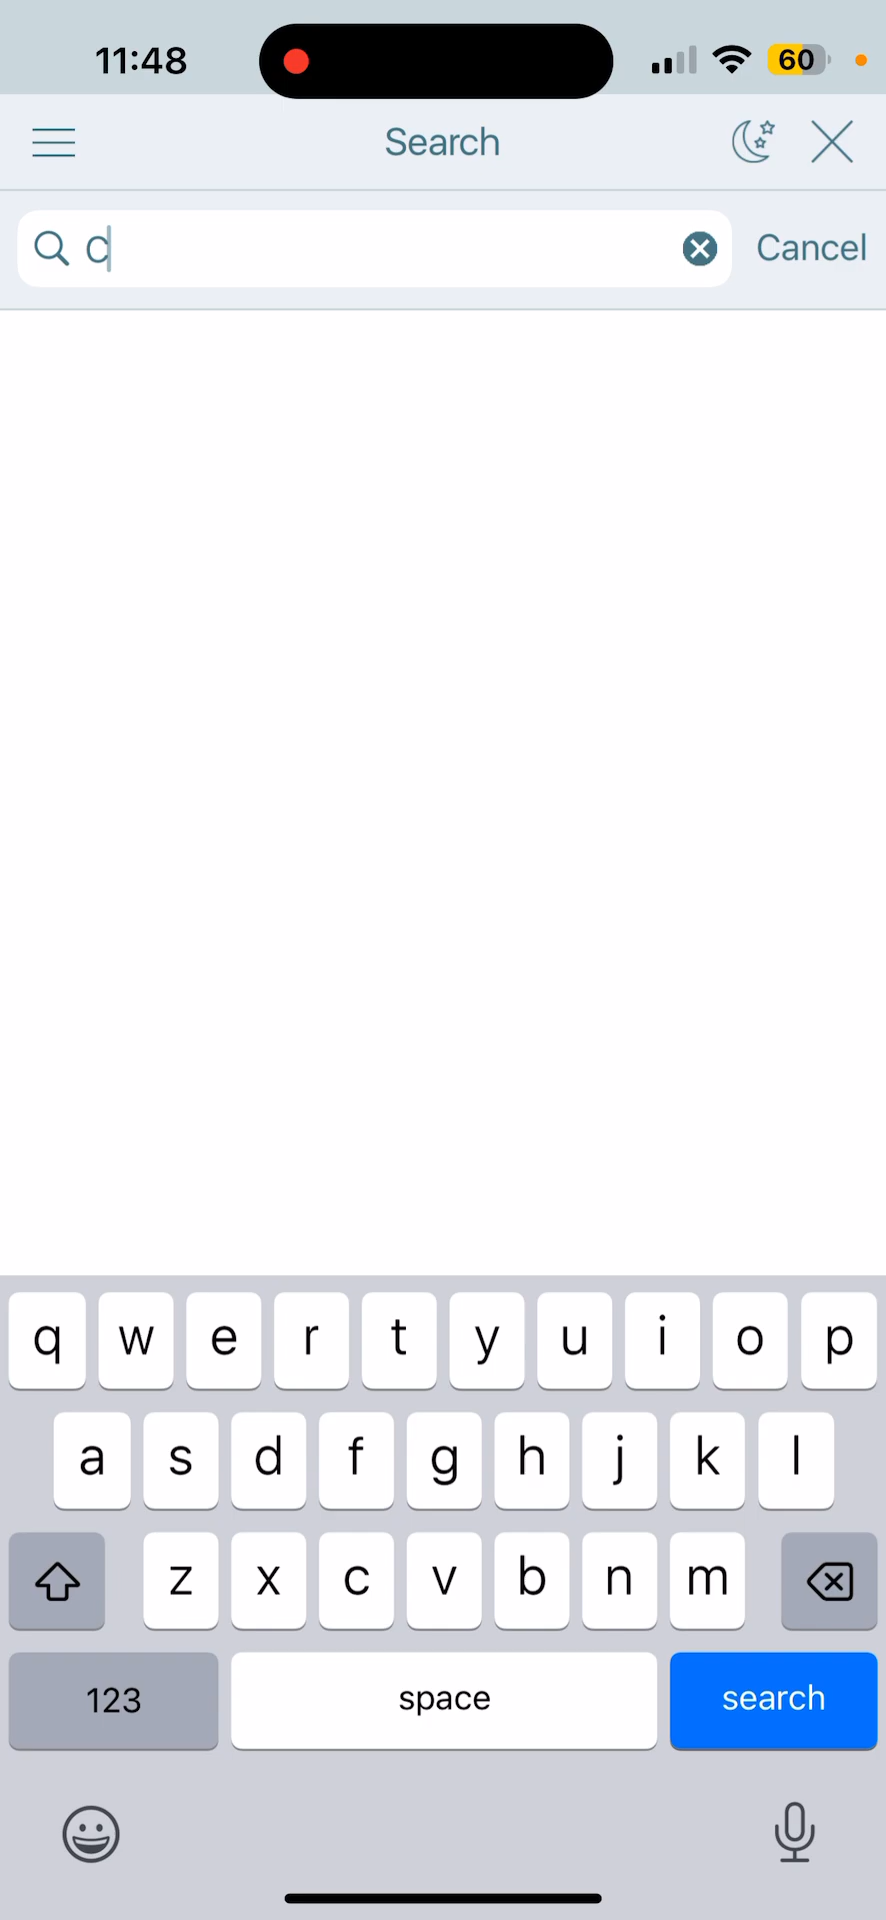 11:48
60
Search
C
Cancel
q w e r t y u i o p
a s d f g h j k l
z x c v b n m
123 space search